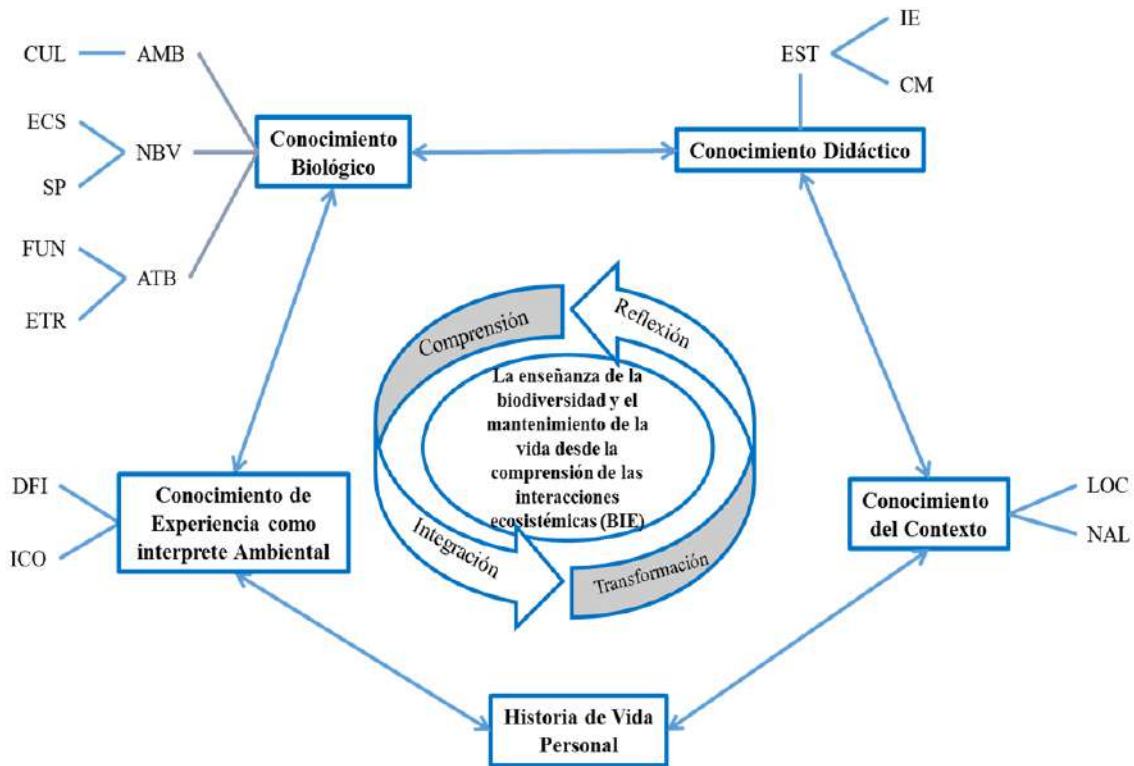 IE
CUL
AMB
EST
CM
ECS
NBV
SP
Conocimiento
Biológico
Conocimiento Didáctico
FUN
ATB
ETR
Comprensión
Reflexión
La enseñanza de la
biodiversidad y el
mantenimiento de la
vida desde la
comprensión de las
interacciones
ecosistémicas (BIE)
Integración
Transformación
DFI
ICO
Conocimiento de
Experiencia como
interprete Ambiental
Conocimiento
del Contexto
LOC
NAL
Historia de Vida
Personal